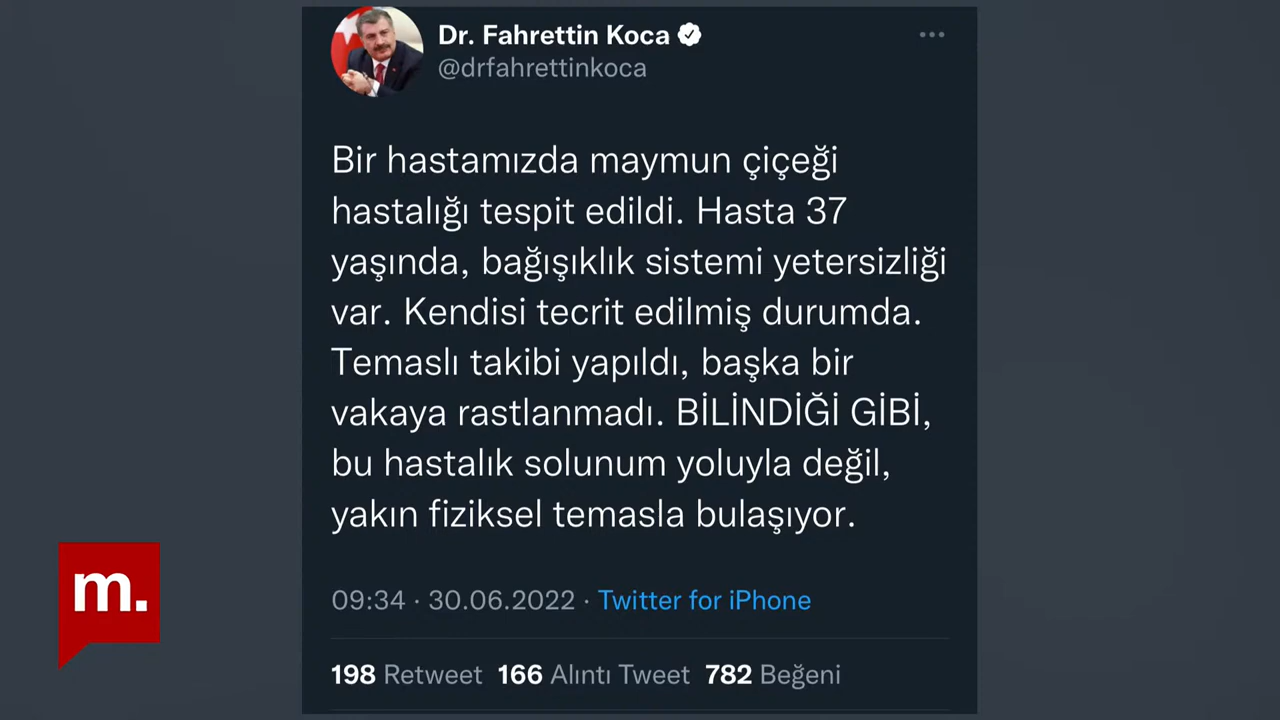 Dr. Fahrettin Koca
@drfahrettinkoca
Bir hastamızda maymun çiçeği
hastalığı tespit edildi. Hasta 37
yaşında, bağışıklık sistemi yetersizliği
var. Kendisi tecrit edilmiş durumda.
Temaslı takibi yapıldı, başka bir
vakaya rastlanmadı. BİLİNDİĞİ GİBİ,
bu hastalık solunum yoluyla değil,
yakın fiziksel temasla bulaşıyor.
09:34 · 30.06.2022 · Twitter for iPhone
198 Retweet 166 Alıntı Tweet 782 Beğeni
m.